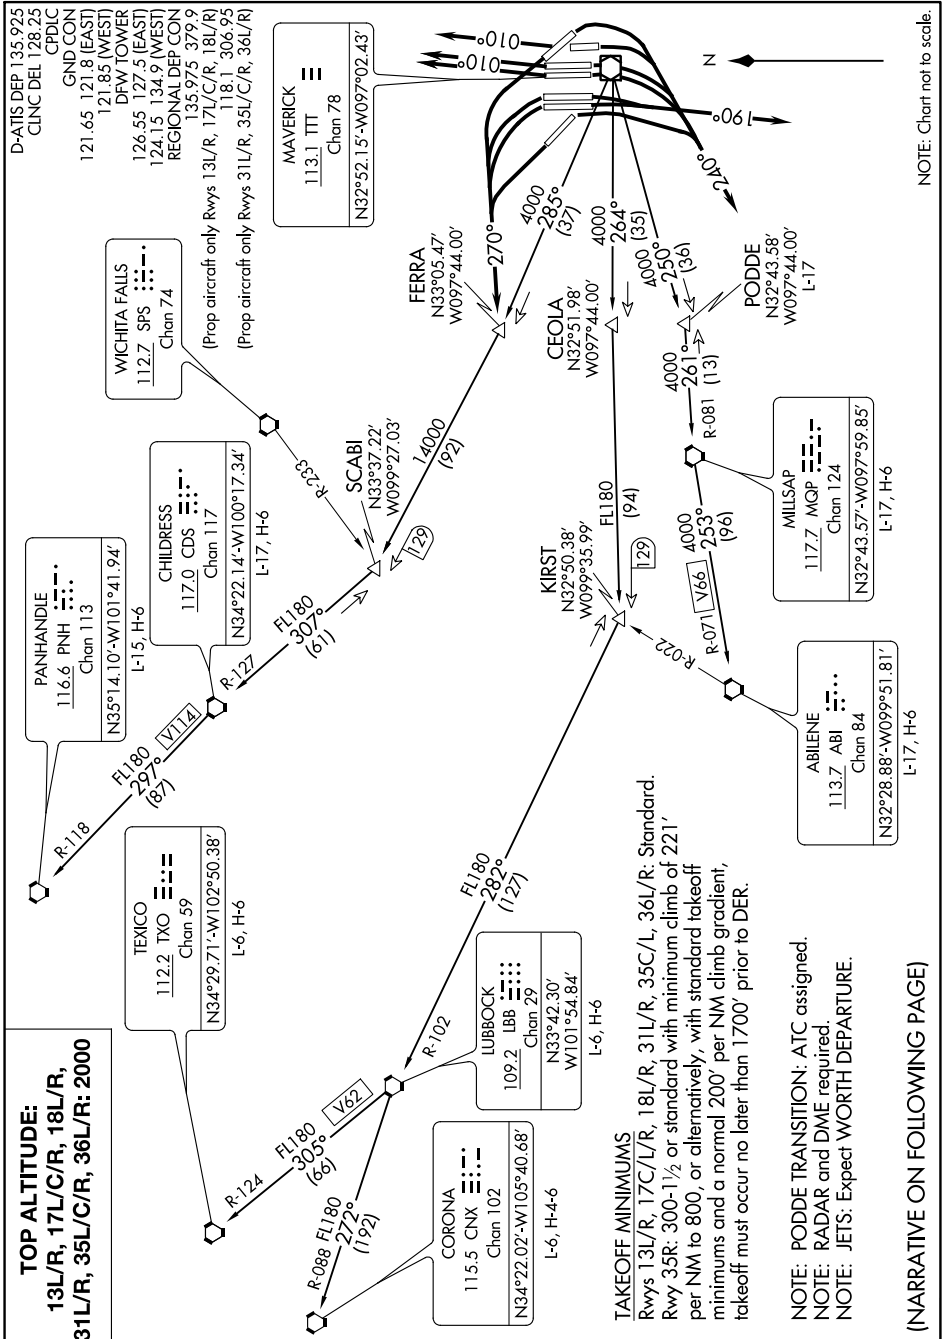 TOP ALTITUDE:
13L/R, 17L/C/R, 18L/R,
31L/R, 35L/C/R, 36L/R: 2000
D-ATIS DEP 135.925
CLNC DEL 128.25
CPDLC
GND CON
121.65 121.8 (EAST)
121.85 (WEST)
DFW TOWER
126.55 127.5 (EAST)
124.15 134.9 (WEST)
REGIONAL DEP CON
135.975 379.9
(Prop aircraft only Rwys 13L/R, 17L/C/R, 18L/R)
118.1 306.95
(Prop aircraft only Rwys 31L/R, 35L/C/R, 36L/R)
PANHANDLE
116.6 PNH
Chan 113
N35°14.10'-W101°41.94'
L-15, H-6
WICHITA FALLS
112.7 SPS
Chan 74
MAVERICK
113.1 TTT
Chan 78
N32°52.15'-W097°02.43'
CHILDRESS
117.0 CDS
Chan 117
N34°22.14'-W100°17.34'
L-17, H-6
TEXICO
112.2 TXO
Chan 59
N34°29.71'-W102°50.38'
L-6, H-6
R-118
FL180
297°
(87)
V114
R-127
FL180
307°
(61)
R-233
SCABI
N33°37.22'
W099°27.03'
129
14000
(92)
FERRA
N33°05.47'
W097°44.00'
270°
4000
285°
(37)
010°
010°
N
190°
240°
CEOLA
N32°51.98'
W097°44.00'
4000
264°
(35)
4000
250°
(36)
PODDE
N32°43.58'
W097°44.00'
L-17
KIRST
N32°50.38'
W099°35.99'
129
FL180
(94)
4000
261°
(13)
R-081
MILLSAP
117.7 MQP
Chan 124
N32°43.57'-W097°59.85'
L-17, H-6
4000
253°
(96)
R-071
V66
R-022
ABILENE
113.7 ABI
Chan 84
N32°28.88'-W099°51.81'
L-17, H-6
FL180
282°
(127)
R-102
LUBBOCK
109.2 LBB
Chan 29
N33°42.30'
W101°54.84'
L-6, H-6
R-124
FL180
305°
(66)
V62
R-088
FL180
272°
(192)
CORONA
115.5 CNX
Chan 102
N34°22.02'-W105°40.68'
L-6, H-4-6
TAKEOFF MINIMUMS
Rwys 13L/R, 17C/L/R, 18L/R, 31L/R, 35C/L, 36L/R: Standard.
Rwy 35R: 300-1½ or standard with minimum climb of 221'
per NM to 800, or alternatively, with standard takeoff
minimums and a normal 200' per NM climb gradient,
takeoff must occur no later than 1700' prior to DER.
NOTE: PODDE TRANSITION: ATC assigned.
NOTE: RADAR and DME required.
NOTE: JETS: Expect WORTH DEPARTURE.
(NARRATIVE ON FOLLOWING PAGE)
NOTE: Chart not to scale.